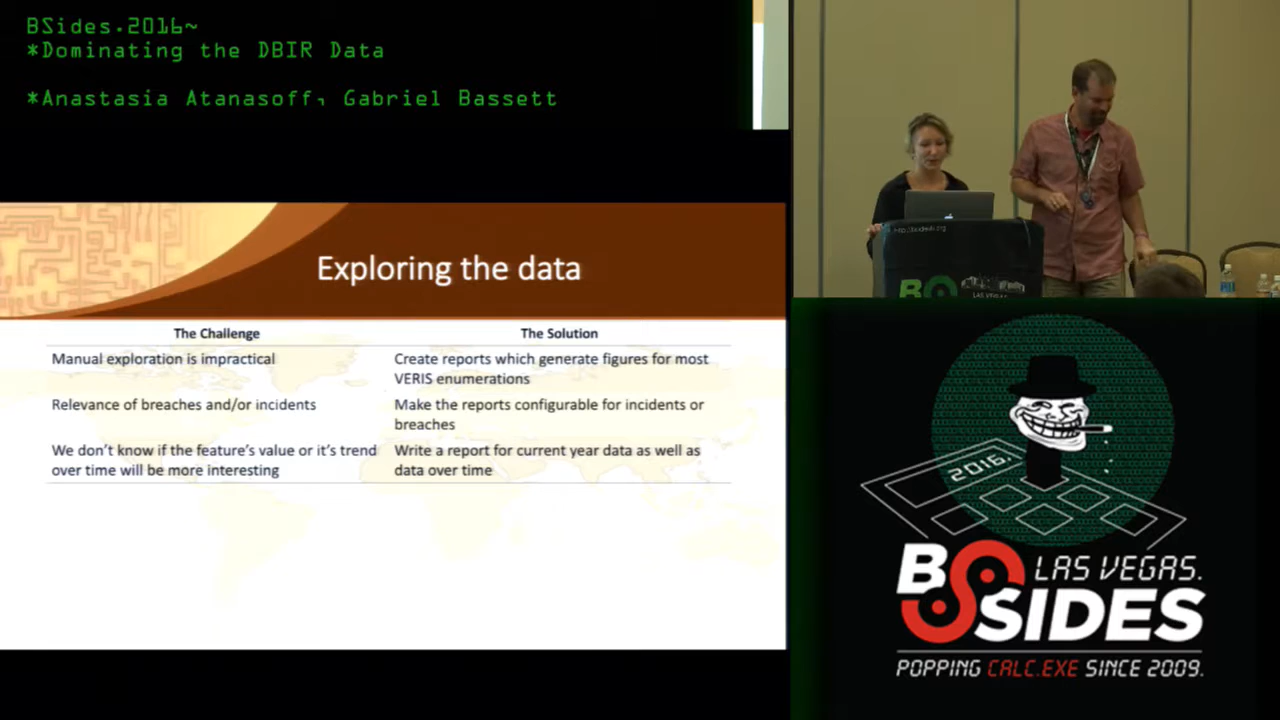 BSides.2016~
*Dominating the DBIR Data
*Anastasia Atanasoff, Gabriel Bassett
Exploring the data
The Challenge
The Solution
Manual exploration is impractical
Create reports which generate figures for most
VERIS enumerations
Relevance of breaches and/or incidents
Make the reports configurable for incidents or
breaches
We don't know if the feature's value or it's trend
over time will be more interesting
Write a report for current year data as well as
data over time
BS
LAS VEGAS
2016.
BSIDES
LAS VEGAS.
POPPING CALC.EXE SINCE 2009.